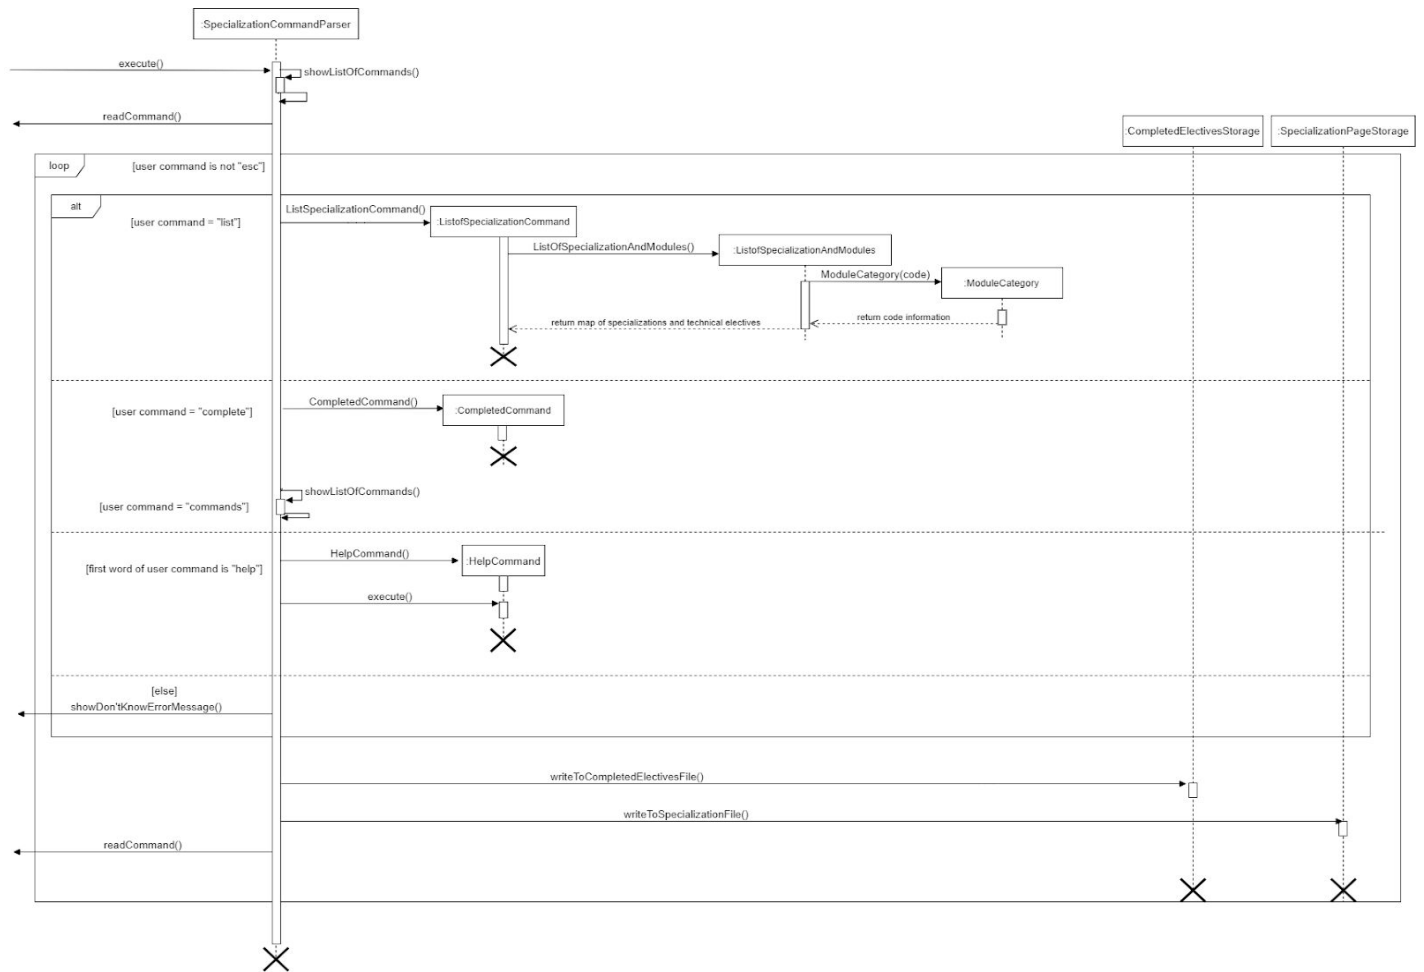 :SpecializationCommandParser
execute()
showListOfCommands()
readCommand()
:CompletedElectivesStorage
:SpecializationPageStorage
loop
[user command is not "esc"]
alt
[user command = "list"]
ListSpecializationCommand()
:ListofSpecializationCommand
ListOfSpecializationAndModules()
:ListofSpecializationAndModules
ModuleCategory(code)
:ModuleCategory
return map of specializations and technical electives
return code information
[user command = "complete"]
CompletedCommand()
:CompletedCommand
showListOfCommands()
[user command = "commands"]
HelpCommand()
:HelpCommand
[first word of user command is "help"]
execute()
[else]
showDon'tKnowErrorMessage()
writeToCompletedElectivesFile()
writeToSpecializationFile()
readCommand()